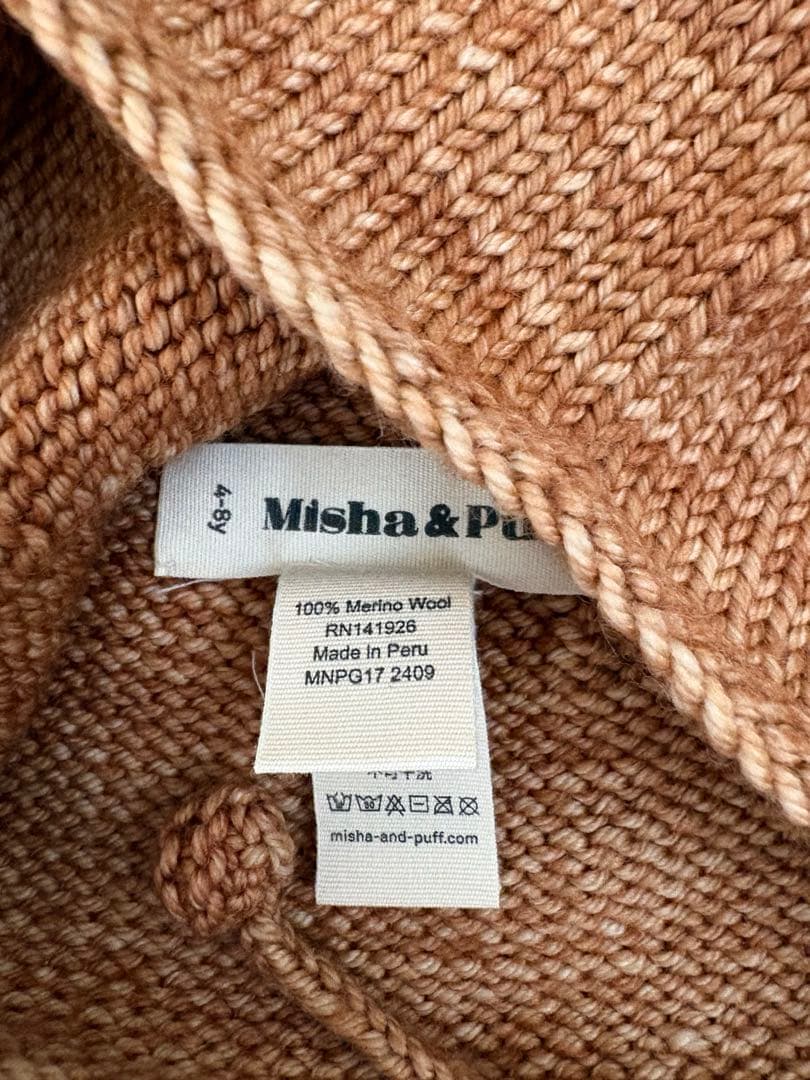 4-8y
Misha & Pu
100% Merino Wool
RN141926
Made in Peru
MNPG17 2409
misha-and-puff.com